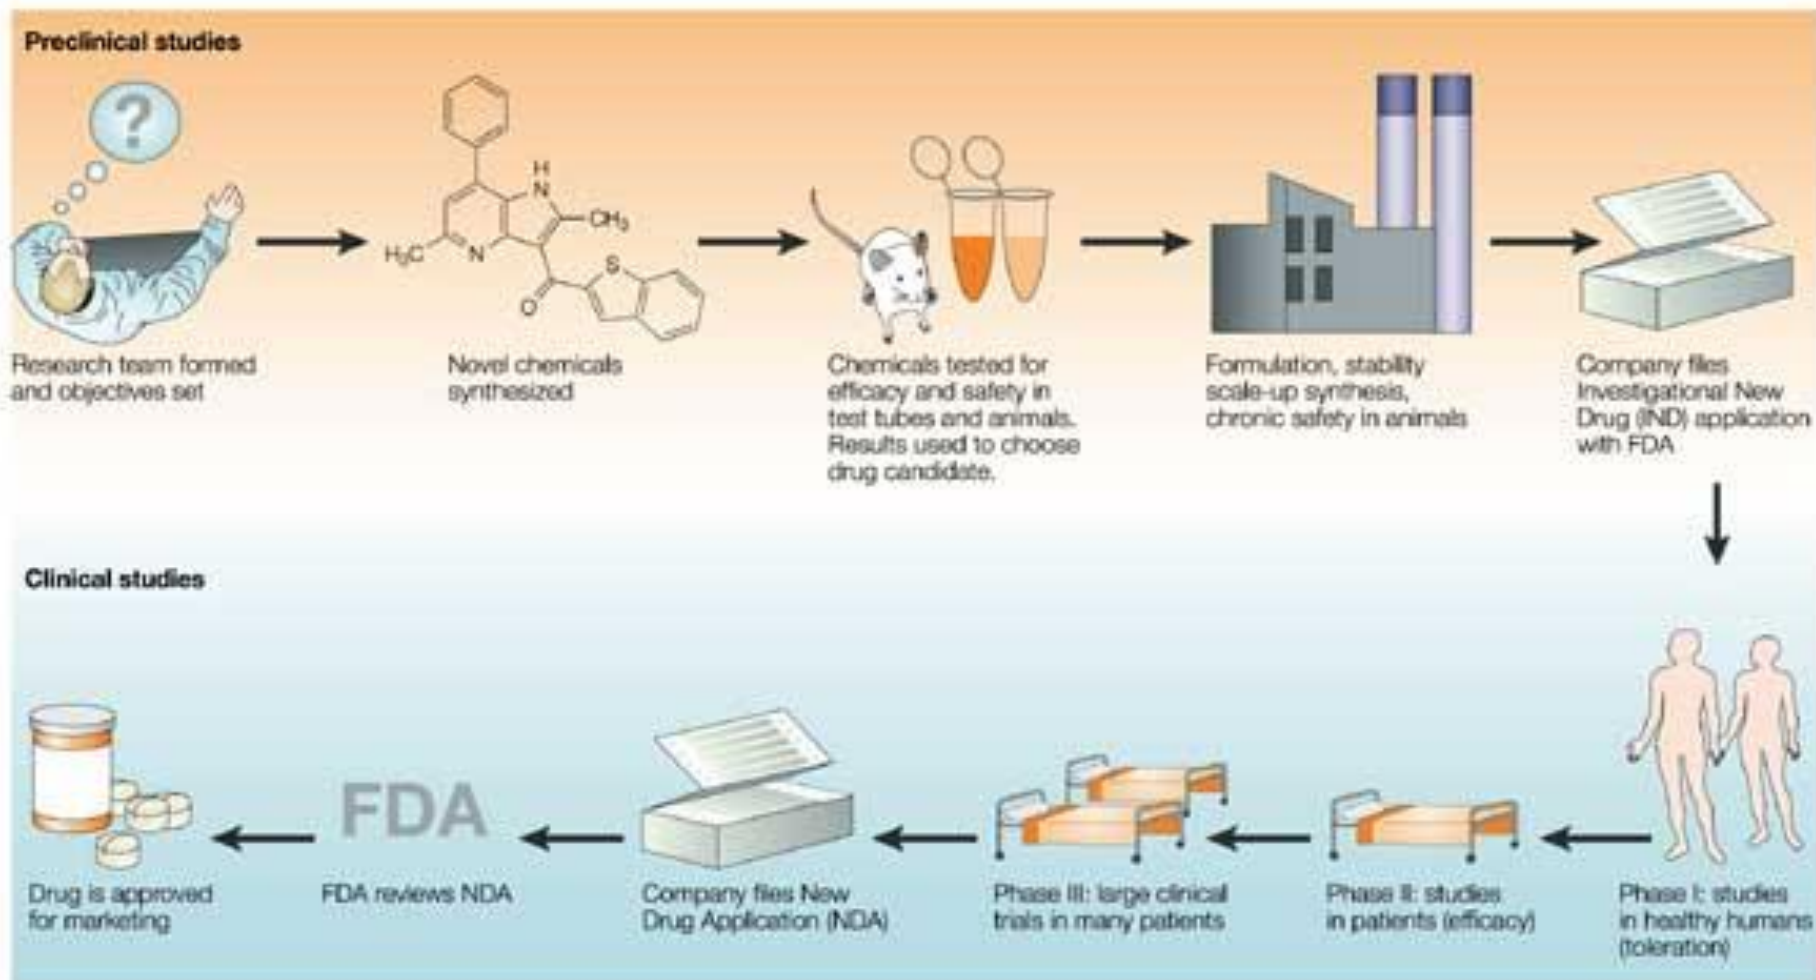 Preclinical studies
?
H
N
CH₃
H₃C
N
S
O
Research team formed
and objectives set
Novel chemicals
synthesized
Chemicals tested for
efficacy and safety in
test tubes and animals.
Results used to choose
drug candidate.
Formulation, stability
scale-up synthesis,
chronic safety in animals
Company files
Investigational New
Drug (IND) application
with FDA
Clinical studies
FDA
Drug is approved
for marketing
FDA reviews NDA
Company files New
Drug Application (NDA)
Phase III: large clinical
trials in many patients
Phase II: studies
in patients (efficacy)
Phase I: studies
in healthy humans
(toleration)